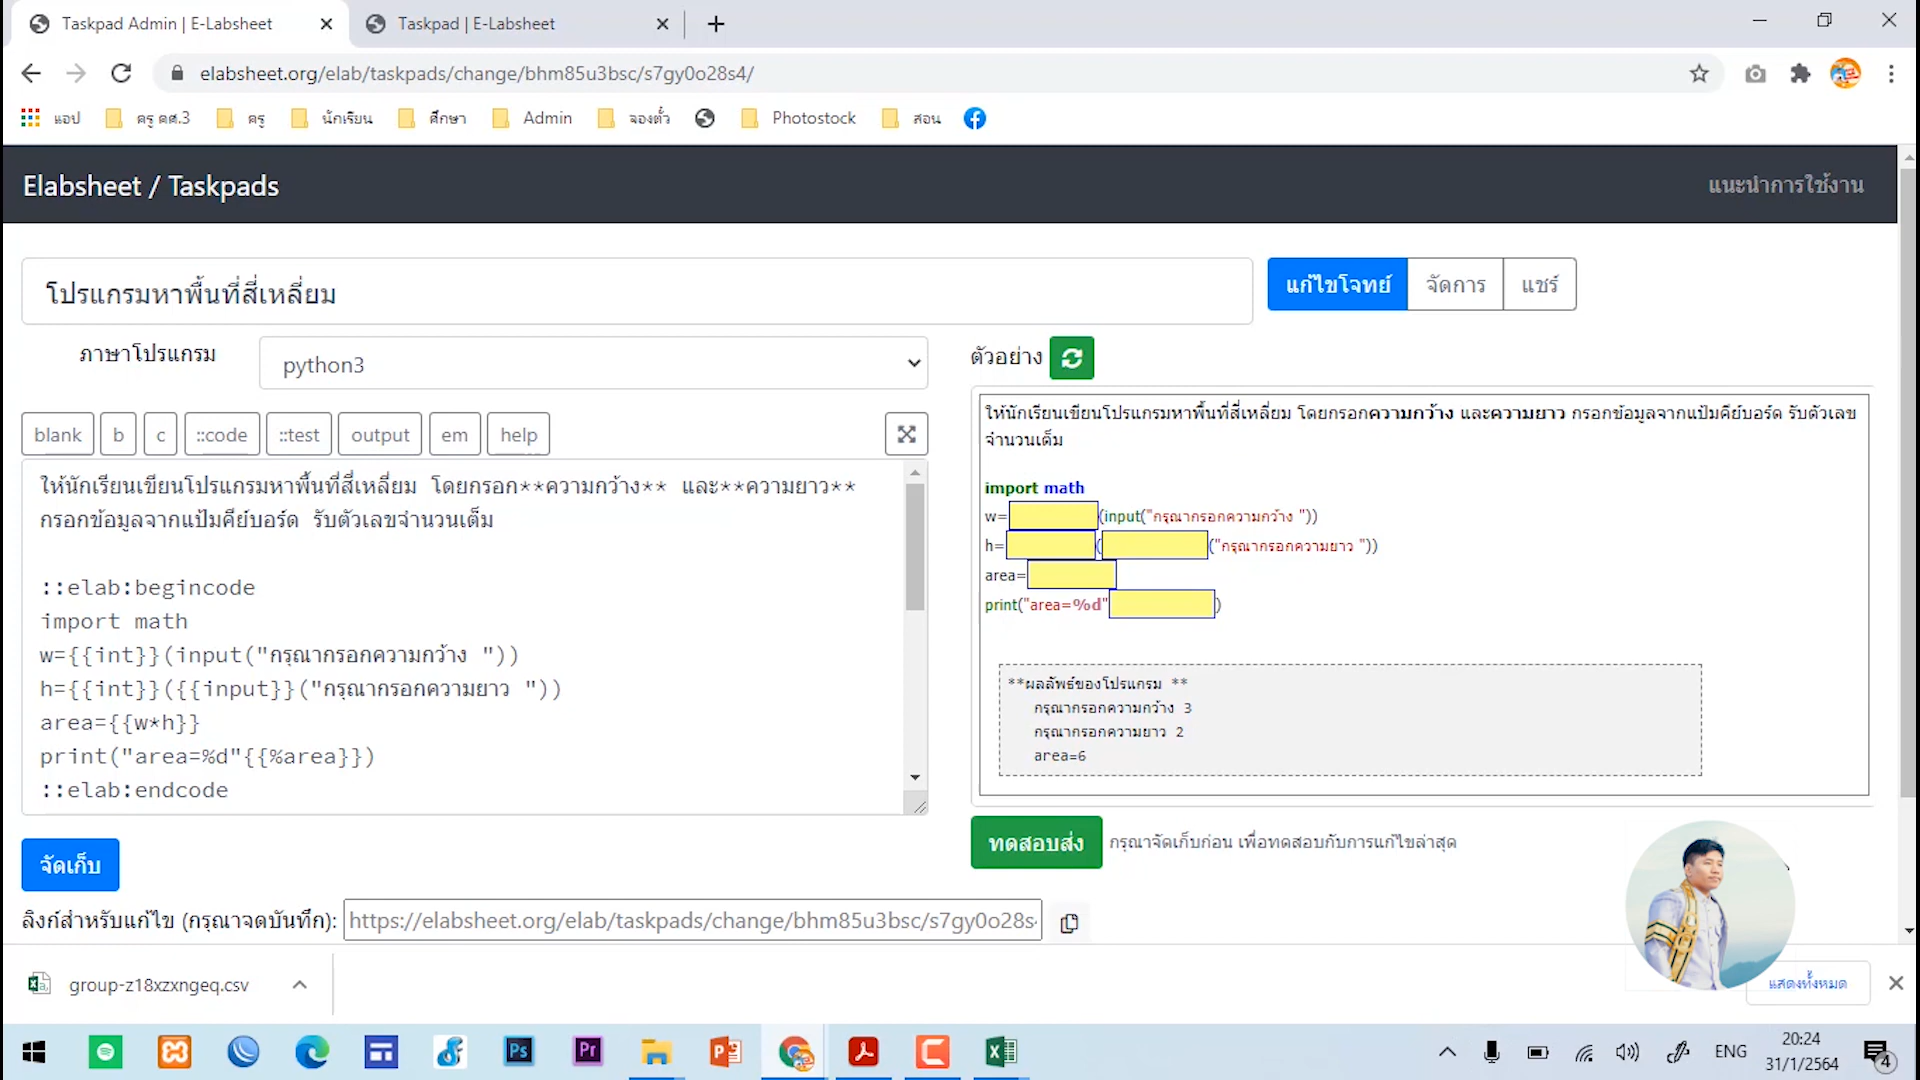 Taskpad Admin | E-Labsheet
Taskpad | E-Labsheet
elabsheet.org/elab/taskpads/change/bhm85u3bsc/s7gy0o28s4/
แอป
ครู ดศ.3
ครู
นักเรียน
ศึกษา
Admin
จองตั๋ว
Photostock
สอน
Elabsheet / Taskpads
แนะนำการใช้งาน
โปรแกรมหาพื้นที่สี่เหลี่ยม
แก้ไขโจทย์
จัดการ
แชร์
ภาษาโปรแกรม
python3
ตัวอย่าง
blank
b
c
::code
::test
output
em
help
ให้นักเรียนเขียนโปรแกรมหาพื้นที่สี่เหลี่ยม โดยกรอก**ความกว้าง** และ**ความยาว**
กรอกข้อมูลจากแป้มคีย์บอร์ด รับตัวเลขจำนวนเต็ม
::elab:begincode
import math
w={{int}}(input("กรุณากรอกความกว้าง "))
h={{int}}({{input}}("กรุณากรอกความยาว "))
area={{w*h}}
print("area=%d"{{%area}})
::elab:endcode
ให้นักเรียนเขียนโปรแกรมหาพื้นที่สี่เหลี่ยม โดยกรอกความกว้าง และความยาว กรอกข้อมูลจากแป้มคีย์บอร์ด รับตัวเลข
จำนวนเต็ม
import math
w=(input("กรุณากรอกความกว้าง "))
h=(("กรุณากรอกความยาว "))
area=
print("area=%d")
**ผลลัพธ์ของโปรแกรม **
กรุณากรอกความกว้าง 3
กรุณากรอกความยาว 2
area=6
จัดเก็บ
ทดสอบส่ง
กรุณาจัดเก็บก่อน เพื่อทดสอบกับการแก้ไขล่าสุด
ลิงก์สำหรับแก้ไข (กรุณาจดบันทึก):
https://elabsheet.org/elab/taskpads/change/bhm85u3bsc/s7gy0o28s
group-z18xzxngeq.csv
แสดงทั้งหมด
Ps
Pr
ENG
20:24
31/1/2564
4